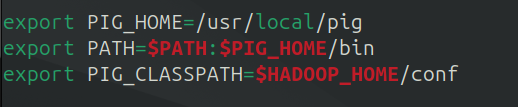 export PIG_HOME=/usr/local/pig
export PATH=$PATH:$PIG_HOME/bin
export PIG_CLASSPATH=$HADOOP_HOME/conf